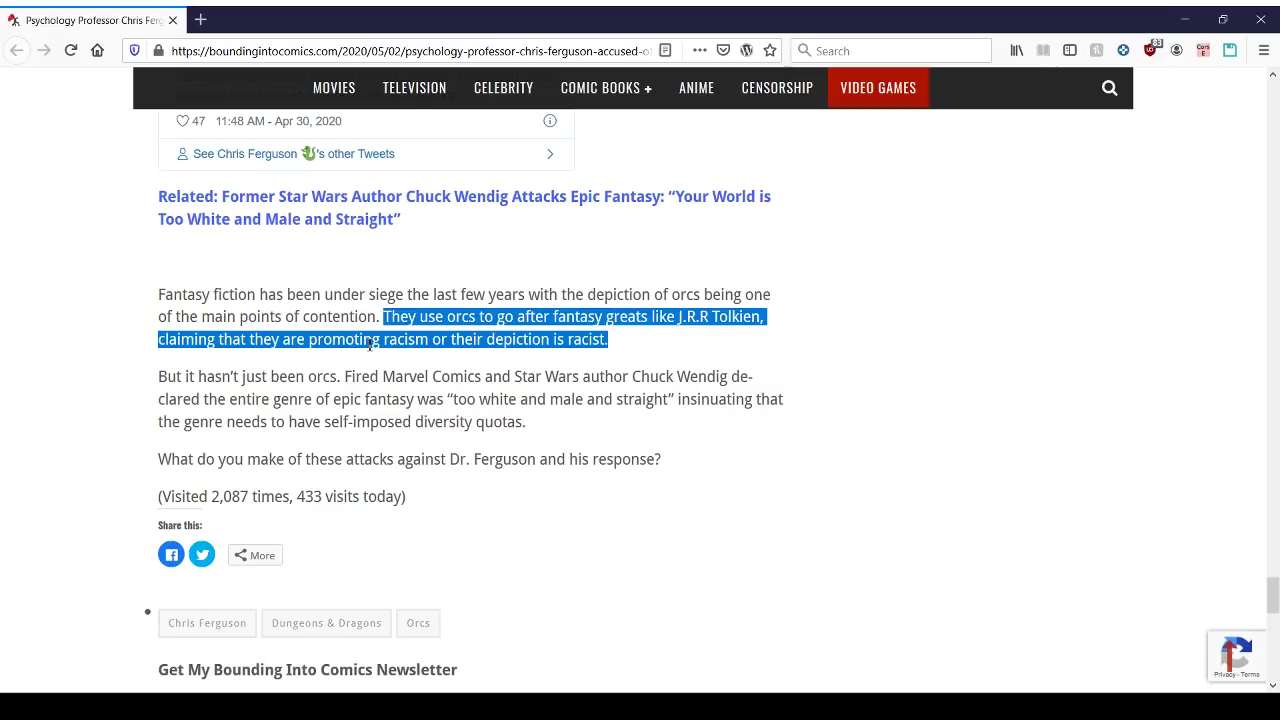 Psychology Professor Chris Ferg
https://boundingintocomics.com/2020/05/02/psychology-professor-chris-ferguson-accused-o
Search
83
MOVIES TELEVISION CELEBRITY COMIC BOOKS + ANIME CENSORSHIP VIDEO GAMES
47 11:48 AM - Apr 30, 2020
See Chris Ferguson 🐉's other Tweets
Related: Former Star Wars Author Chuck Wendig Attacks Epic Fantasy: “Your World is
Too White and Male and Straight”
Fantasy fiction has been under siege the last few years with the depiction of orcs being one
of the main points of contention. They use orcs to go after fantasy greats like J.R.R Tolkien,
claiming that they are promoting racism or their depiction is racist.
But it hasn’t just been orcs. Fired Marvel Comics and Star Wars author Chuck Wendig de-
clared the entire genre of epic fantasy was “too white and male and straight” insinuating that
the genre needs to have self-imposed diversity quotas.
What do you make of these attacks against Dr. Ferguson and his response?
(Visited 2,087 times, 433 visits today)
Share this:
More
Chris Ferguson Dungeons & Dragons Orcs
Get My Bounding Into Comics Newsletter
Privacy - Terms